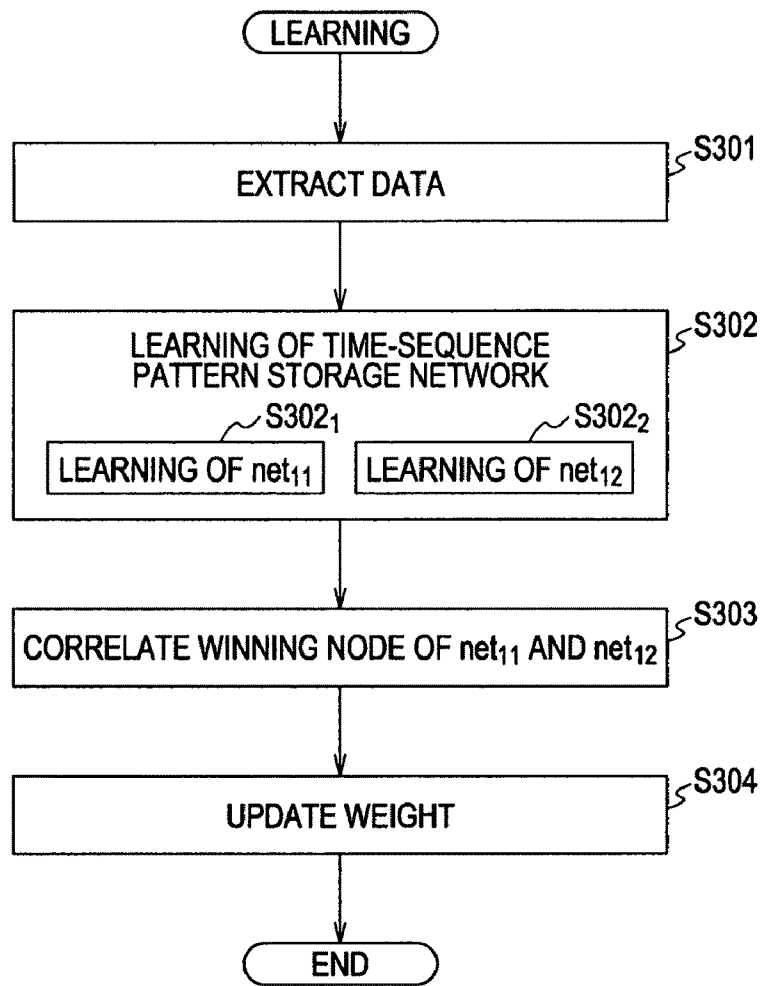 LEARNING
S301
EXTRACT DATA
S302
LEARNING OF TIME-SEQUENCE
PATTERN STORAGE NETWORK
S302₁
S302₂
LEARNING OF net₁₁
LEARNING OF net₁₂
S303
CORRELATE WINNING NODE OF net₁₁ AND net₁₂
S304
UPDATE WEIGHT
END